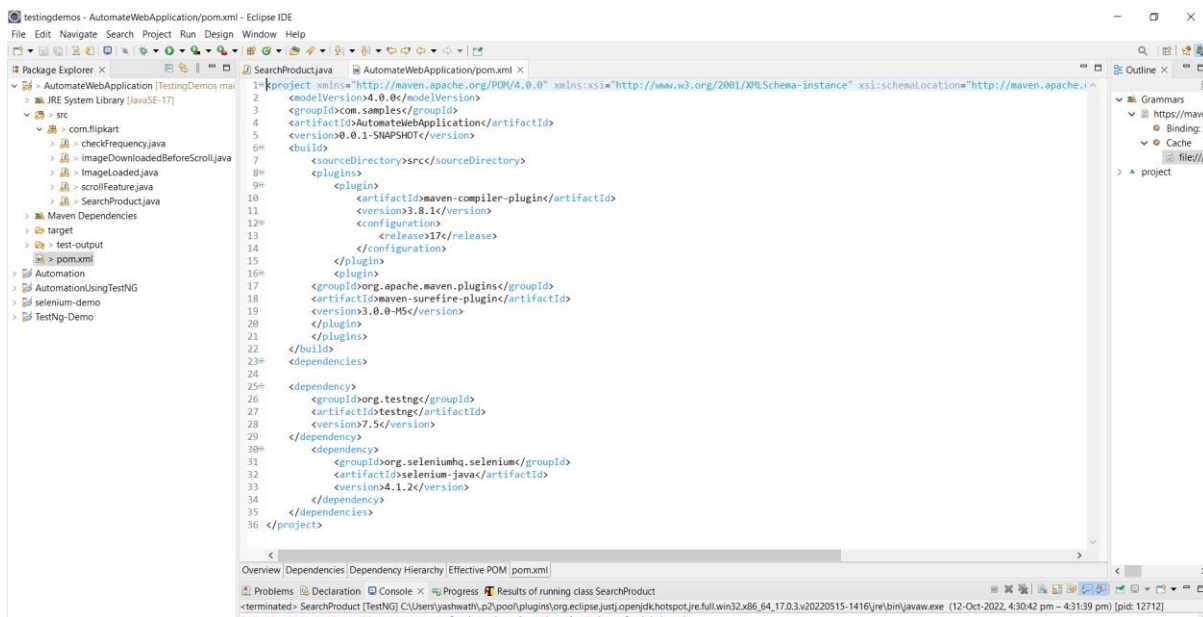 testingdemos - AutomateWebApplication/pom.xml - Eclipse IDE
File Edit Navigate Search Project Run Design Window Help
Package Explorer
> AutomateWebApplication [TestingDemos mai
JRE System Library [JavaSE-17]
> src
> com.flipkart
> checkFrequency.java
> imageDownloadedBeforeScroll.java
> ImageLoaded.java
> scrollFeature.java
> SearchProduct.java
Maven Dependencies
target
> test-output
> pom.xml
Automation
AutomationUsingTestNG
selenium-demo
TestNg-Demo
SearchProduct.java
AutomateWebApplication/pom.xml
1 <project xmlns="http://maven.apache.org/POM/4.0.0" xmlns:xsi="http://www.w3.org/2001/XMLSchema-instance" xsi:schemaLocation="http://maven.apache.
2 <modelVersion>4.0.0</modelVersion>
3 <groupId>com.samples</groupId>
4 <artifactId>AutomateWebApplication</artifactId>
5 <version>0.0.1-SNAPSHOT</version>
6 <build>
7 <sourceDirectory>src</sourceDirectory>
8 <plugins>
9 <plugin>
10 <artifactId>maven-compiler-plugin</artifactId>
11 <version>3.8.1</version>
12 <configuration>
13 <release>17</release>
14 </configuration>
15 </plugin>
16 <plugin>
17 <groupId>org.apache.maven.plugins</groupId>
18 <artifactId>maven-surefire-plugin</artifactId>
19 <version>3.0.0-M5</version>
20 </plugin>
21 </plugins>
22 </build>
23 <dependencies>
24
25 <dependency>
26 <groupId>org.testng</groupId>
27 <artifactId>testng</artifactId>
28 <version>7.5</version>
29 </dependency>
30 <dependency>
31 <groupId>org.seleniumhq.selenium</groupId>
32 <artifactId>selenium-java</artifactId>
33 <version>4.1.2</version>
34 </dependency>
35 </dependencies>
36 </project>
Overview Dependencies Dependency Hierarchy Effective POM pom.xml
Outline
Grammars
https://mave
Binding:
Cache
file:///
project
Problems Declaration Console Progress Results of running class SearchProduct
<terminated> SearchProduct [TestNG] C:\Users\yashwath\.p2\pool\plugins\org.eclipse.justj.openjdk.hotspot.jre.full.win32.x86_64_17.0.3.v20220515-1416\jre\bin\javaw.exe (12-Oct-2022, 4:30:42 pm – 4:31:39 pm) [pid: 12712]